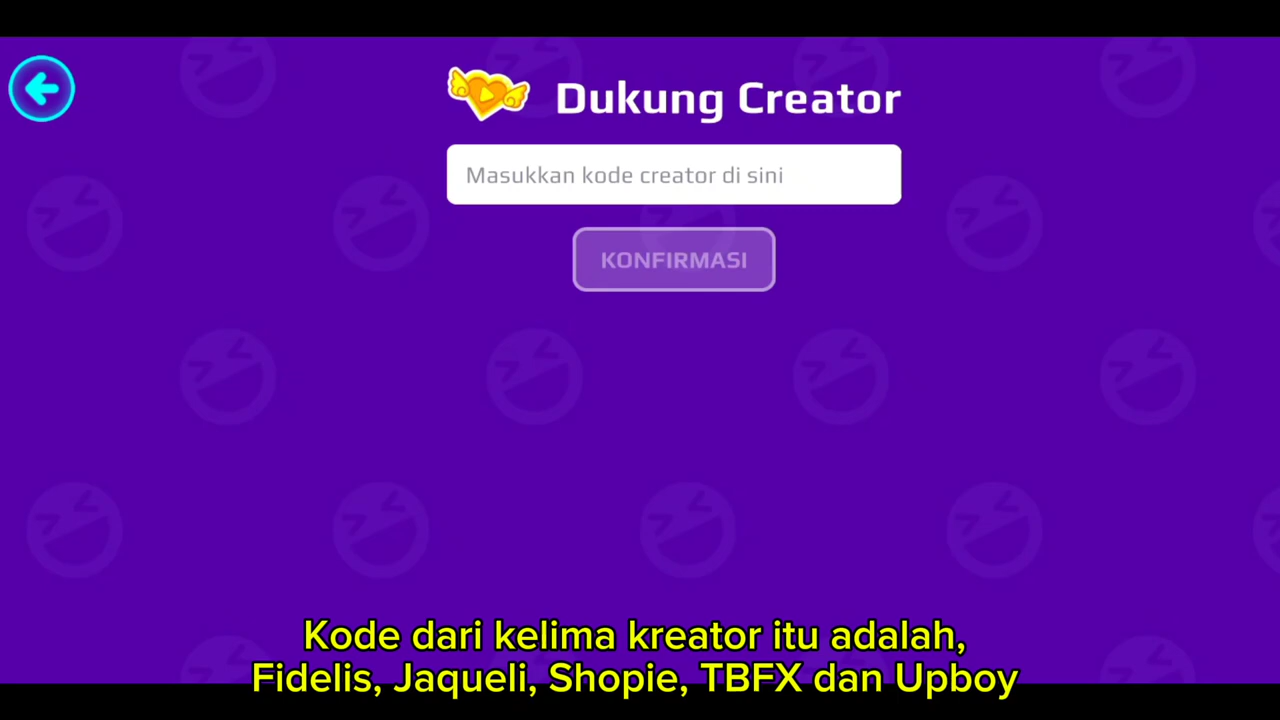 Dukung Creator
Masukkan kode creator di sini
KONFIRMASI
Kode dari kelima kreator itu adalah,
Fidelis, Jaqueli, Shopie, TBFX dan Upboy